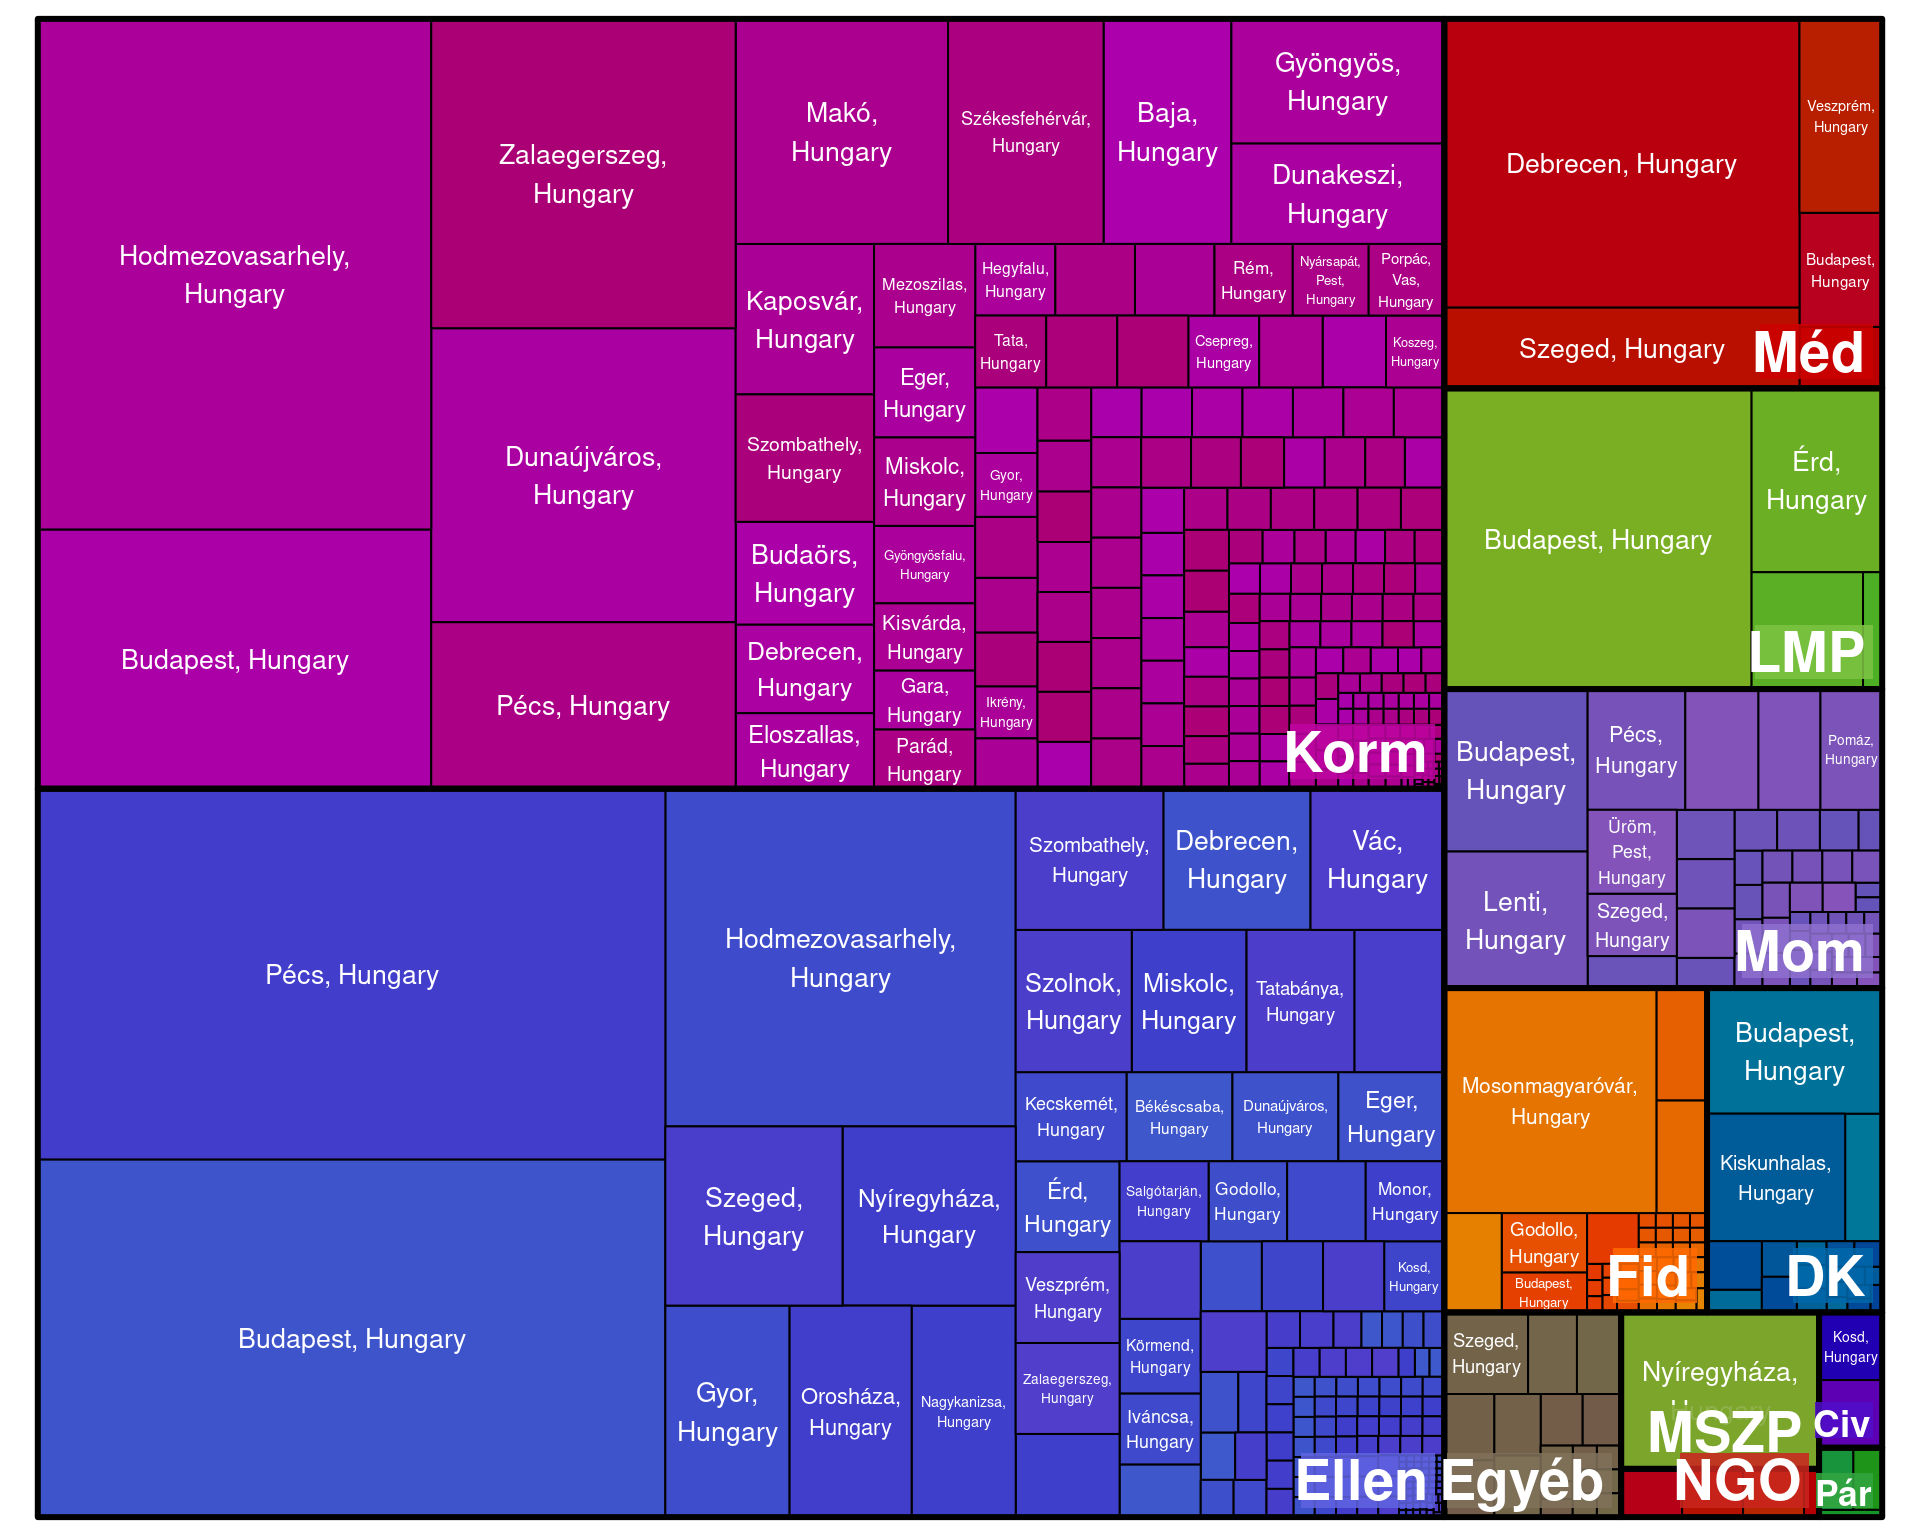 Hodmezovasarhely,
Hungary
Budapest, Hungary
Zalaegerszeg,
Hungary
Dunaújváros,
Hungary
Pécs, Hungary
Makó,
Hungary
Székesfehérvár,
Hungary
Baja,
Hungary
Gyöngyös,
Hungary
Dunakeszi,
Hungary
Kaposvár,
Hungary
Szombathely,
Hungary
Budaörs,
Hungary
Debrecen,
Hungary
Eloszallas,
Hungary
Mezoszilas,
Hungary
Eger,
Hungary
Miskolc,
Hungary
Gyöngyösfalu,
Hungary
Kisvárda,
Hungary
Gara,
Hungary
Parád,
Hungary
Hegyfalu,
Hungary
Rém,
Hungary
Nyársapát,
Pest,
Hungary
Porpác,
Vas,
Hungary
Tata,
Hungary
Csepreg,
Hungary
Koszeg,
Hungary
Gyor,
Hungary
Ikrény,
Hungary
Korm
Pécs, Hungary
Budapest, Hungary
Hodmezovasarhely,
Hungary
Szeged,
Hungary
Nyíregyháza,
Hungary
Gyor,
Hungary
Orosháza,
Hungary
Nagykanizsa,
Hungary
Szombathely,
Hungary
Debrecen,
Hungary
Vác,
Hungary
Szolnok,
Hungary
Miskolc,
Hungary
Tatabánya,
Hungary
Kecskemét,
Hungary
Békéscsaba,
Hungary
Dunaújváros,
Hungary
Eger,
Hungary
Érd,
Hungary
Salgótarján,
Hungary
Godollo,
Hungary
Monor,
Hungary
Veszprém,
Hungary
Kosd,
Hungary
Zalaegerszeg,
Hungary
Körmend,
Hungary
Iváncsa,
Hungary
Ellen
Debrecen, Hungary
Veszprém,
Hungary
Budapest,
Hungary
Szeged, Hungary
Méd
Budapest, Hungary
Érd,
Hungary
LMP
Budapest,
Hungary
Lenti,
Hungary
Pécs,
Hungary
Pomáz,
Hungary
Üröm,
Pest,
Hungary
Szeged,
Hungary
Mom
Mosonmagyaróvár,
Hungary
Godollo,
Hungary
Budapest,
Hungary
Fid
Budapest,
Hungary
Kiskunhalas,
Hungary
DK
Szeged,
Hungary
Egyéb
Nyíregyháza,
Hungary
MSZP
NGO
Kosd,
Hungary
Civ
Pár